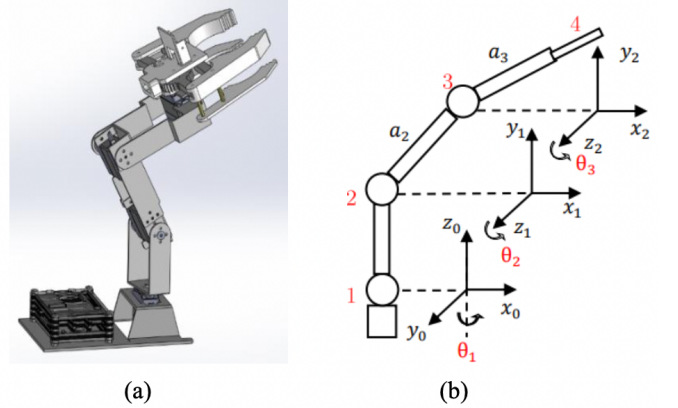 4
a₃
y₂
3
x₂
z₂
θ₃
a₂
y₁
2
x₁
z₁
θ₂
z₀
1
x₀
y₀
θ₁
(a)
(b)